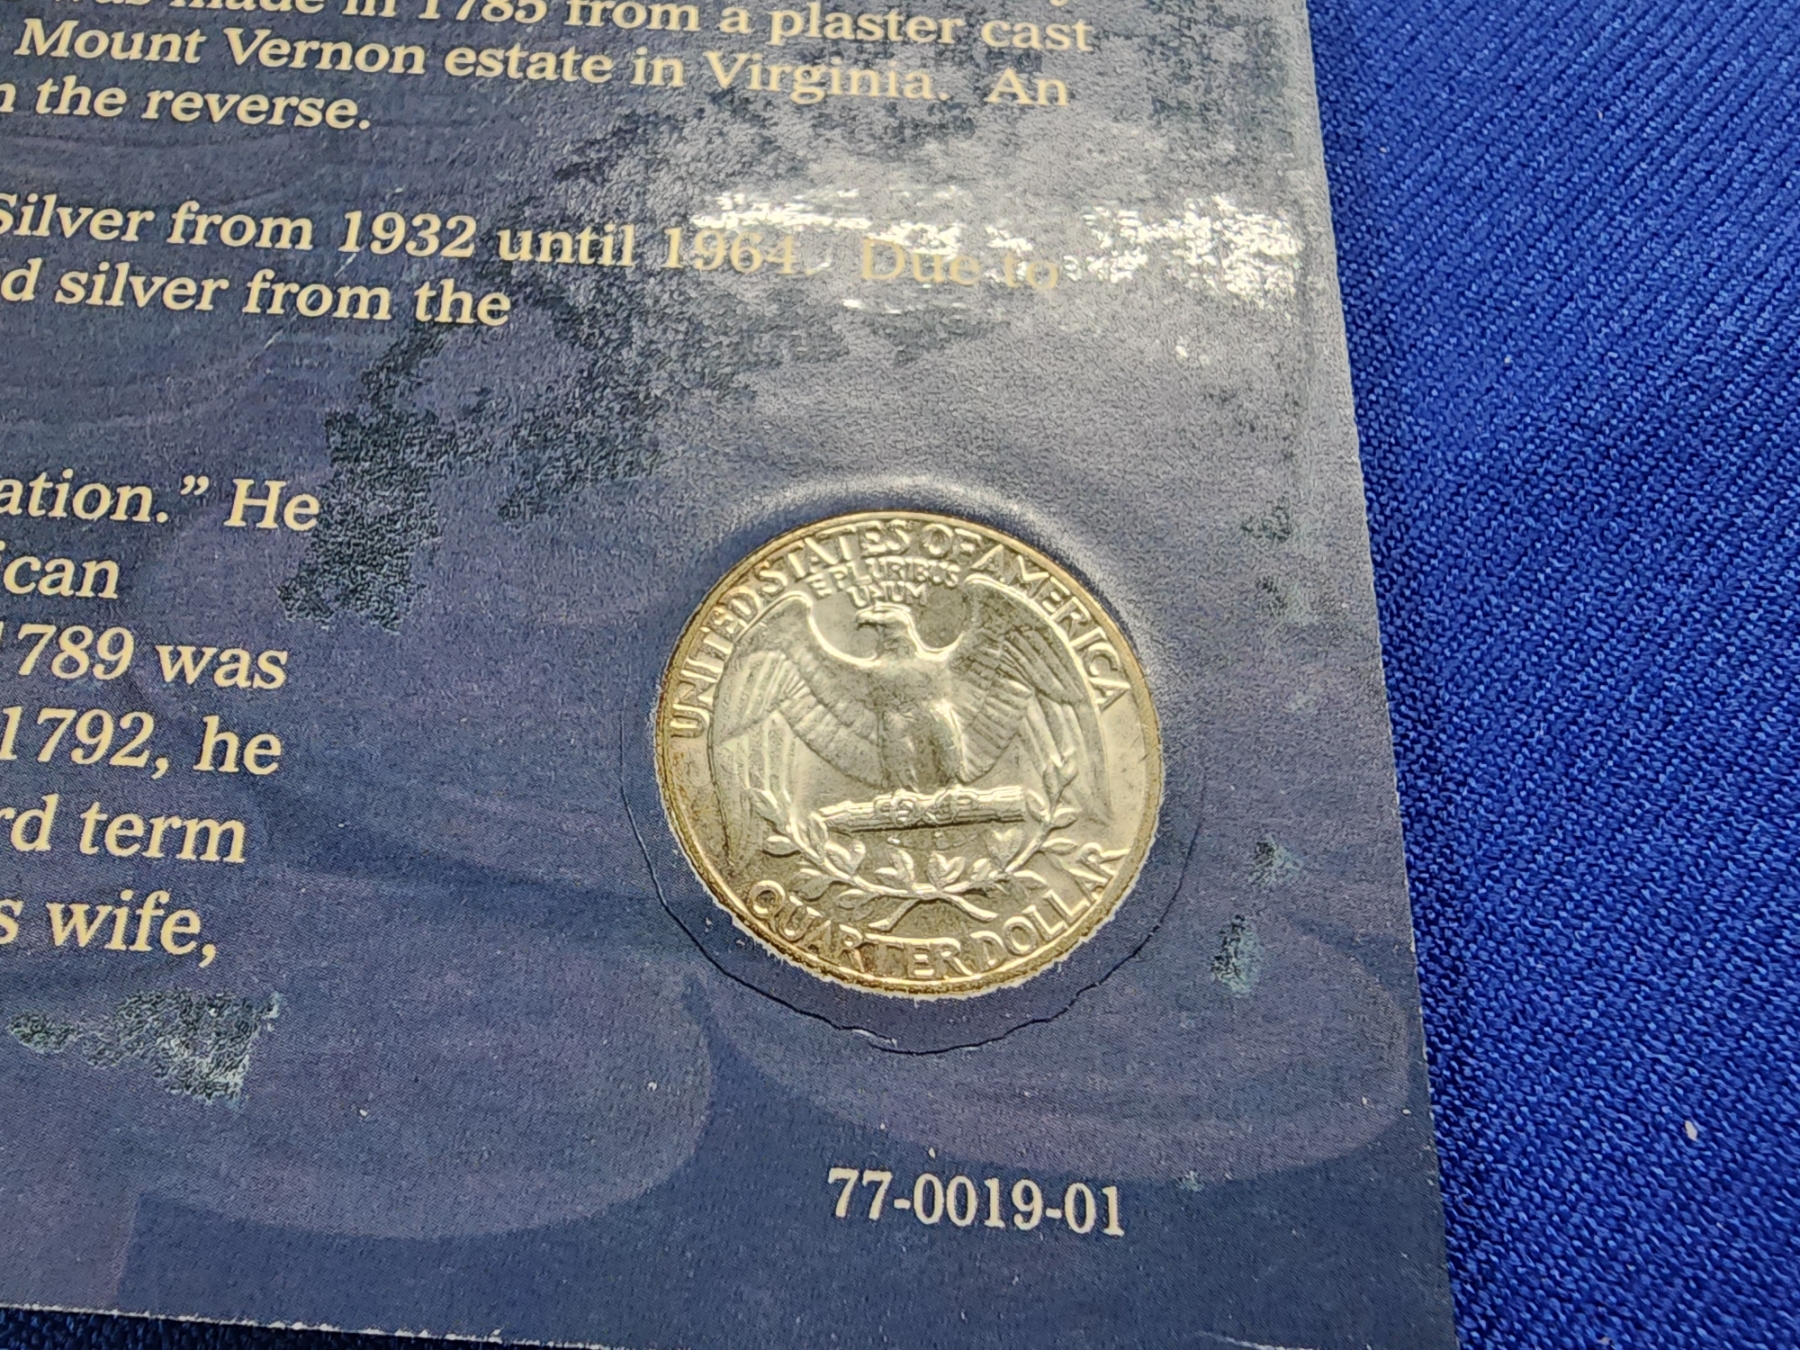 was made in 1785 from a plaster cast
Mount Vernon estate in Virginia. An
the reverse.
Silver from 1932 until 1964. Due to
d silver from the
ation." He
ican
1789 was
1792, he
rd term
s wife,
UNITED STATES OF AMERICA
E PLURIBUS
UNUM
QUARTER DOLLAR
77-0019-01